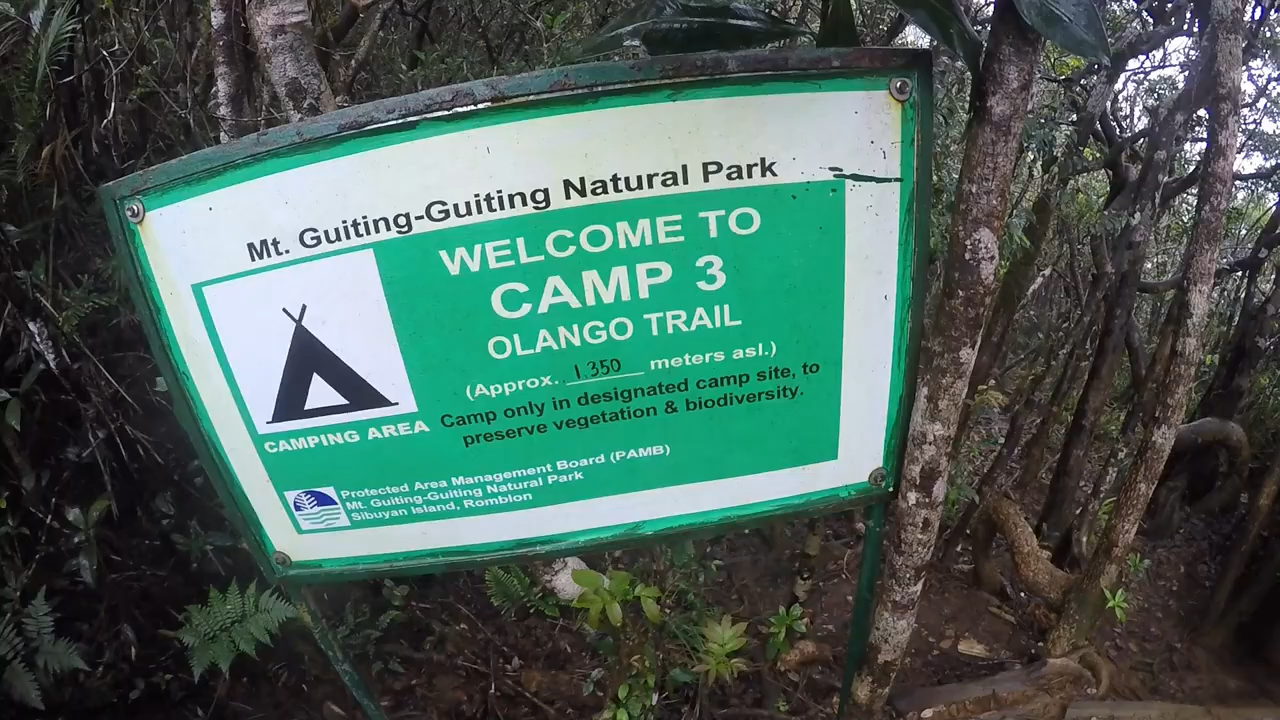 Mt. Guiting-Guiting Natural Park
WELCOME TO
CAMP 3
OLANGO TRAIL
(Approx. 1,350 meters asl.)
Camp only in designated camp site, to
preserve vegetation & biodiversity.
CAMPING AREA
Protected Area Management Board (PAMB)
Mt. Guiting-Guiting Natural Park
Sibuyan Island, Romblon